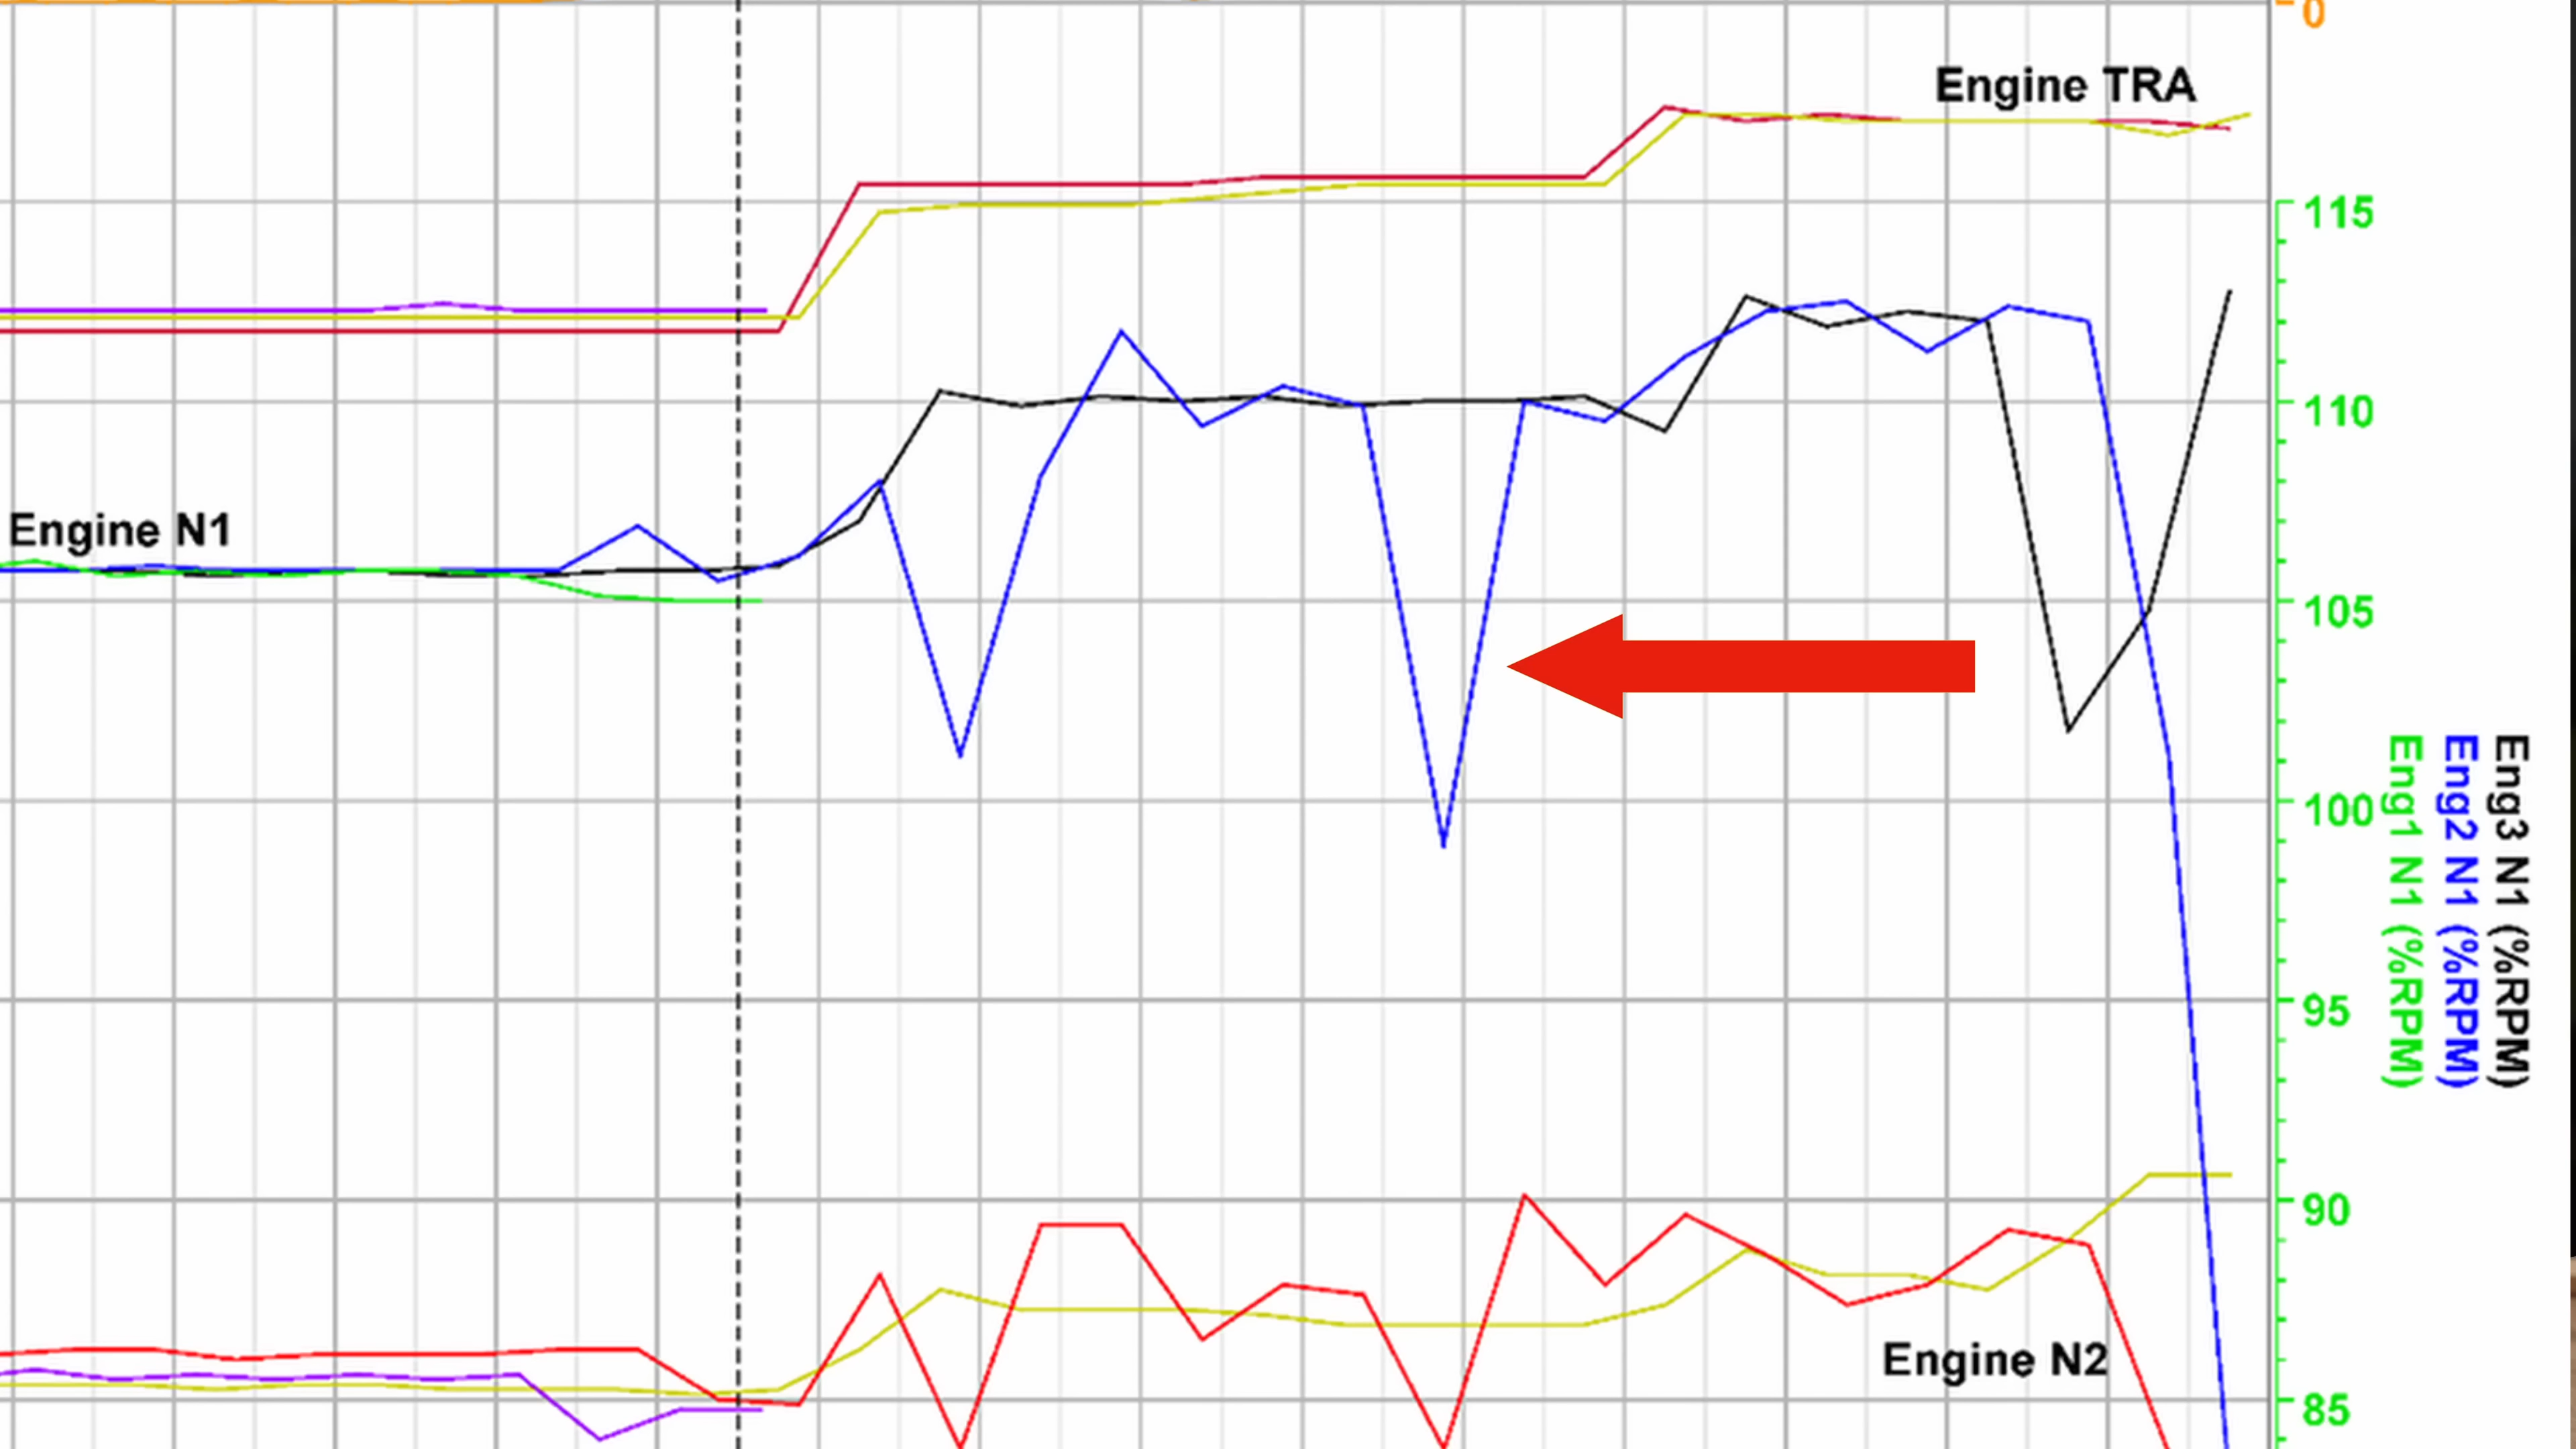 0
Engine TRA
115
110
Engine N1
105
100
95
90
Engine N2
85
Eng3 N1 (%RPM)
Eng2 N1 (%RPM)
Eng1 N1 (%RPM)